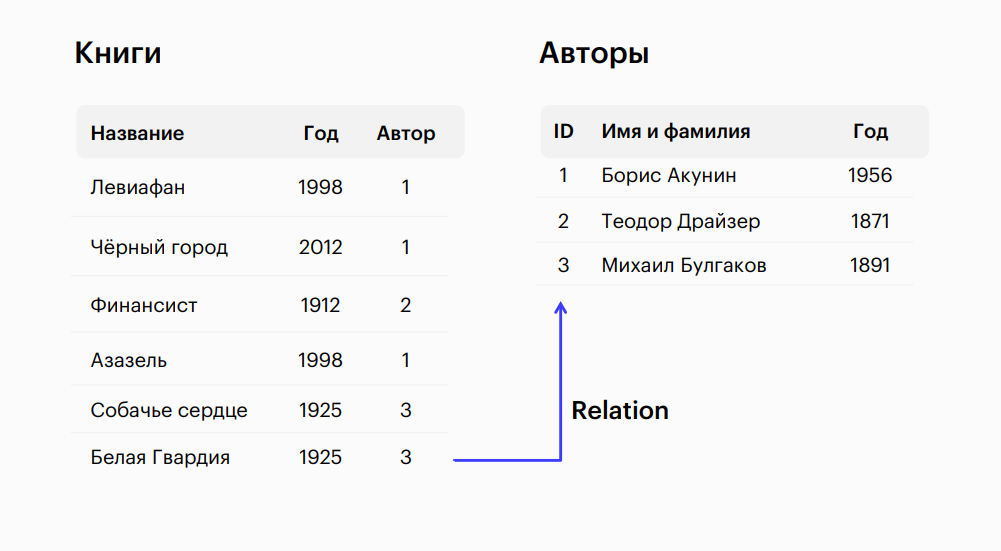 Книги
Название Год Автор
Левиафан 1998 1
Чёрный город 2012 1
Финансист 1912 2
Азазель 1998 1
Собачье сердце 1925 3
Белая Гвардия 1925 3
Авторы
ID Имя и фамилия Год
1 Борис Акунин 1956
2 Теодор Драйзер 1871
3 Михаил Булгаков 1891
Relation